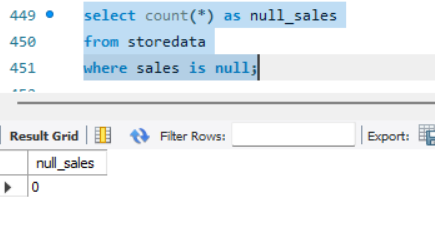 449 select count(*) as null_sales
450 from storedata
451 where sales is null;
Result Grid Filter Rows: Export:
null_sales
0